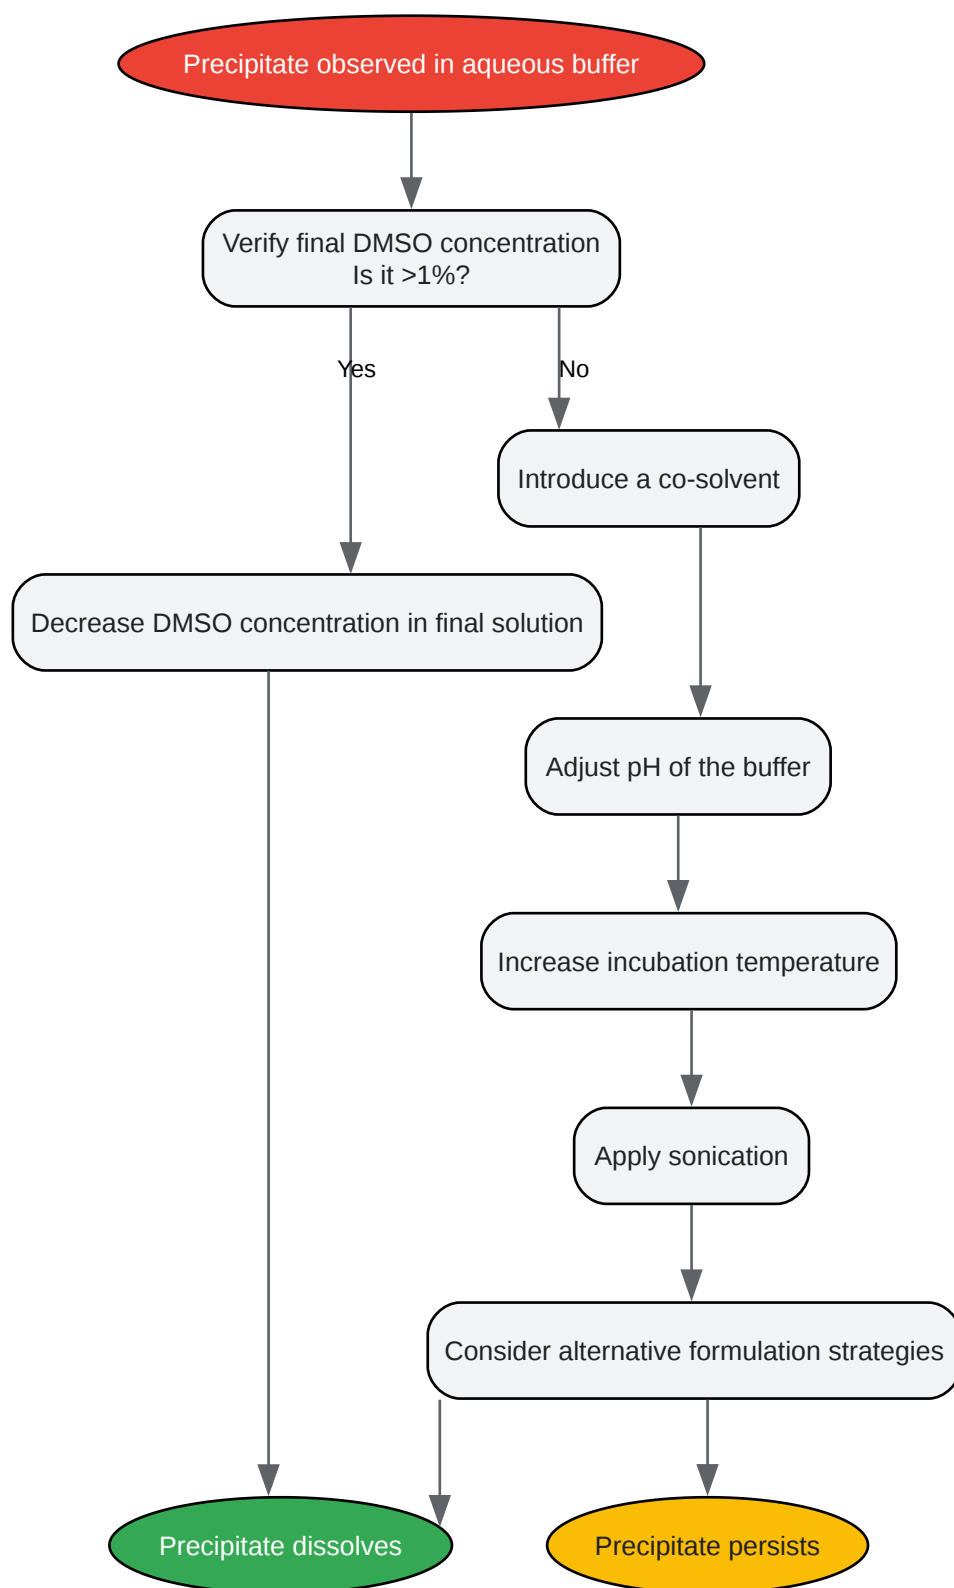 Precipitate observed in aqueous buffer
Verify final DMSO concentration
Is it >1%?
Yes
No
Introduce a co-solvent
Decrease DMSO concentration in final solution
Adjust pH of the buffer
Increase incubation temperature
Apply sonication
Consider alternative formulation strategies
Precipitate dissolves
Precipitate persists